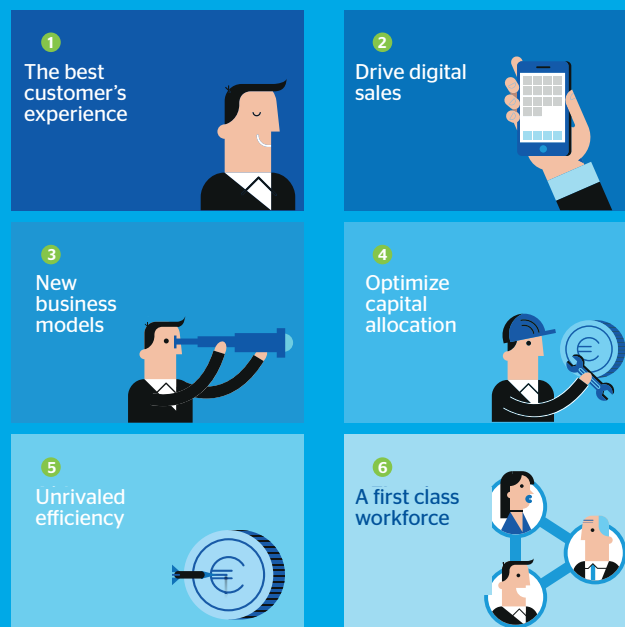 1
The best
customer's
experience
2
Drive digital
sales
3
New
business
models
4
Optimize
capital
allocation
5
Unrivaled
efficiency
6
A first class
workforce